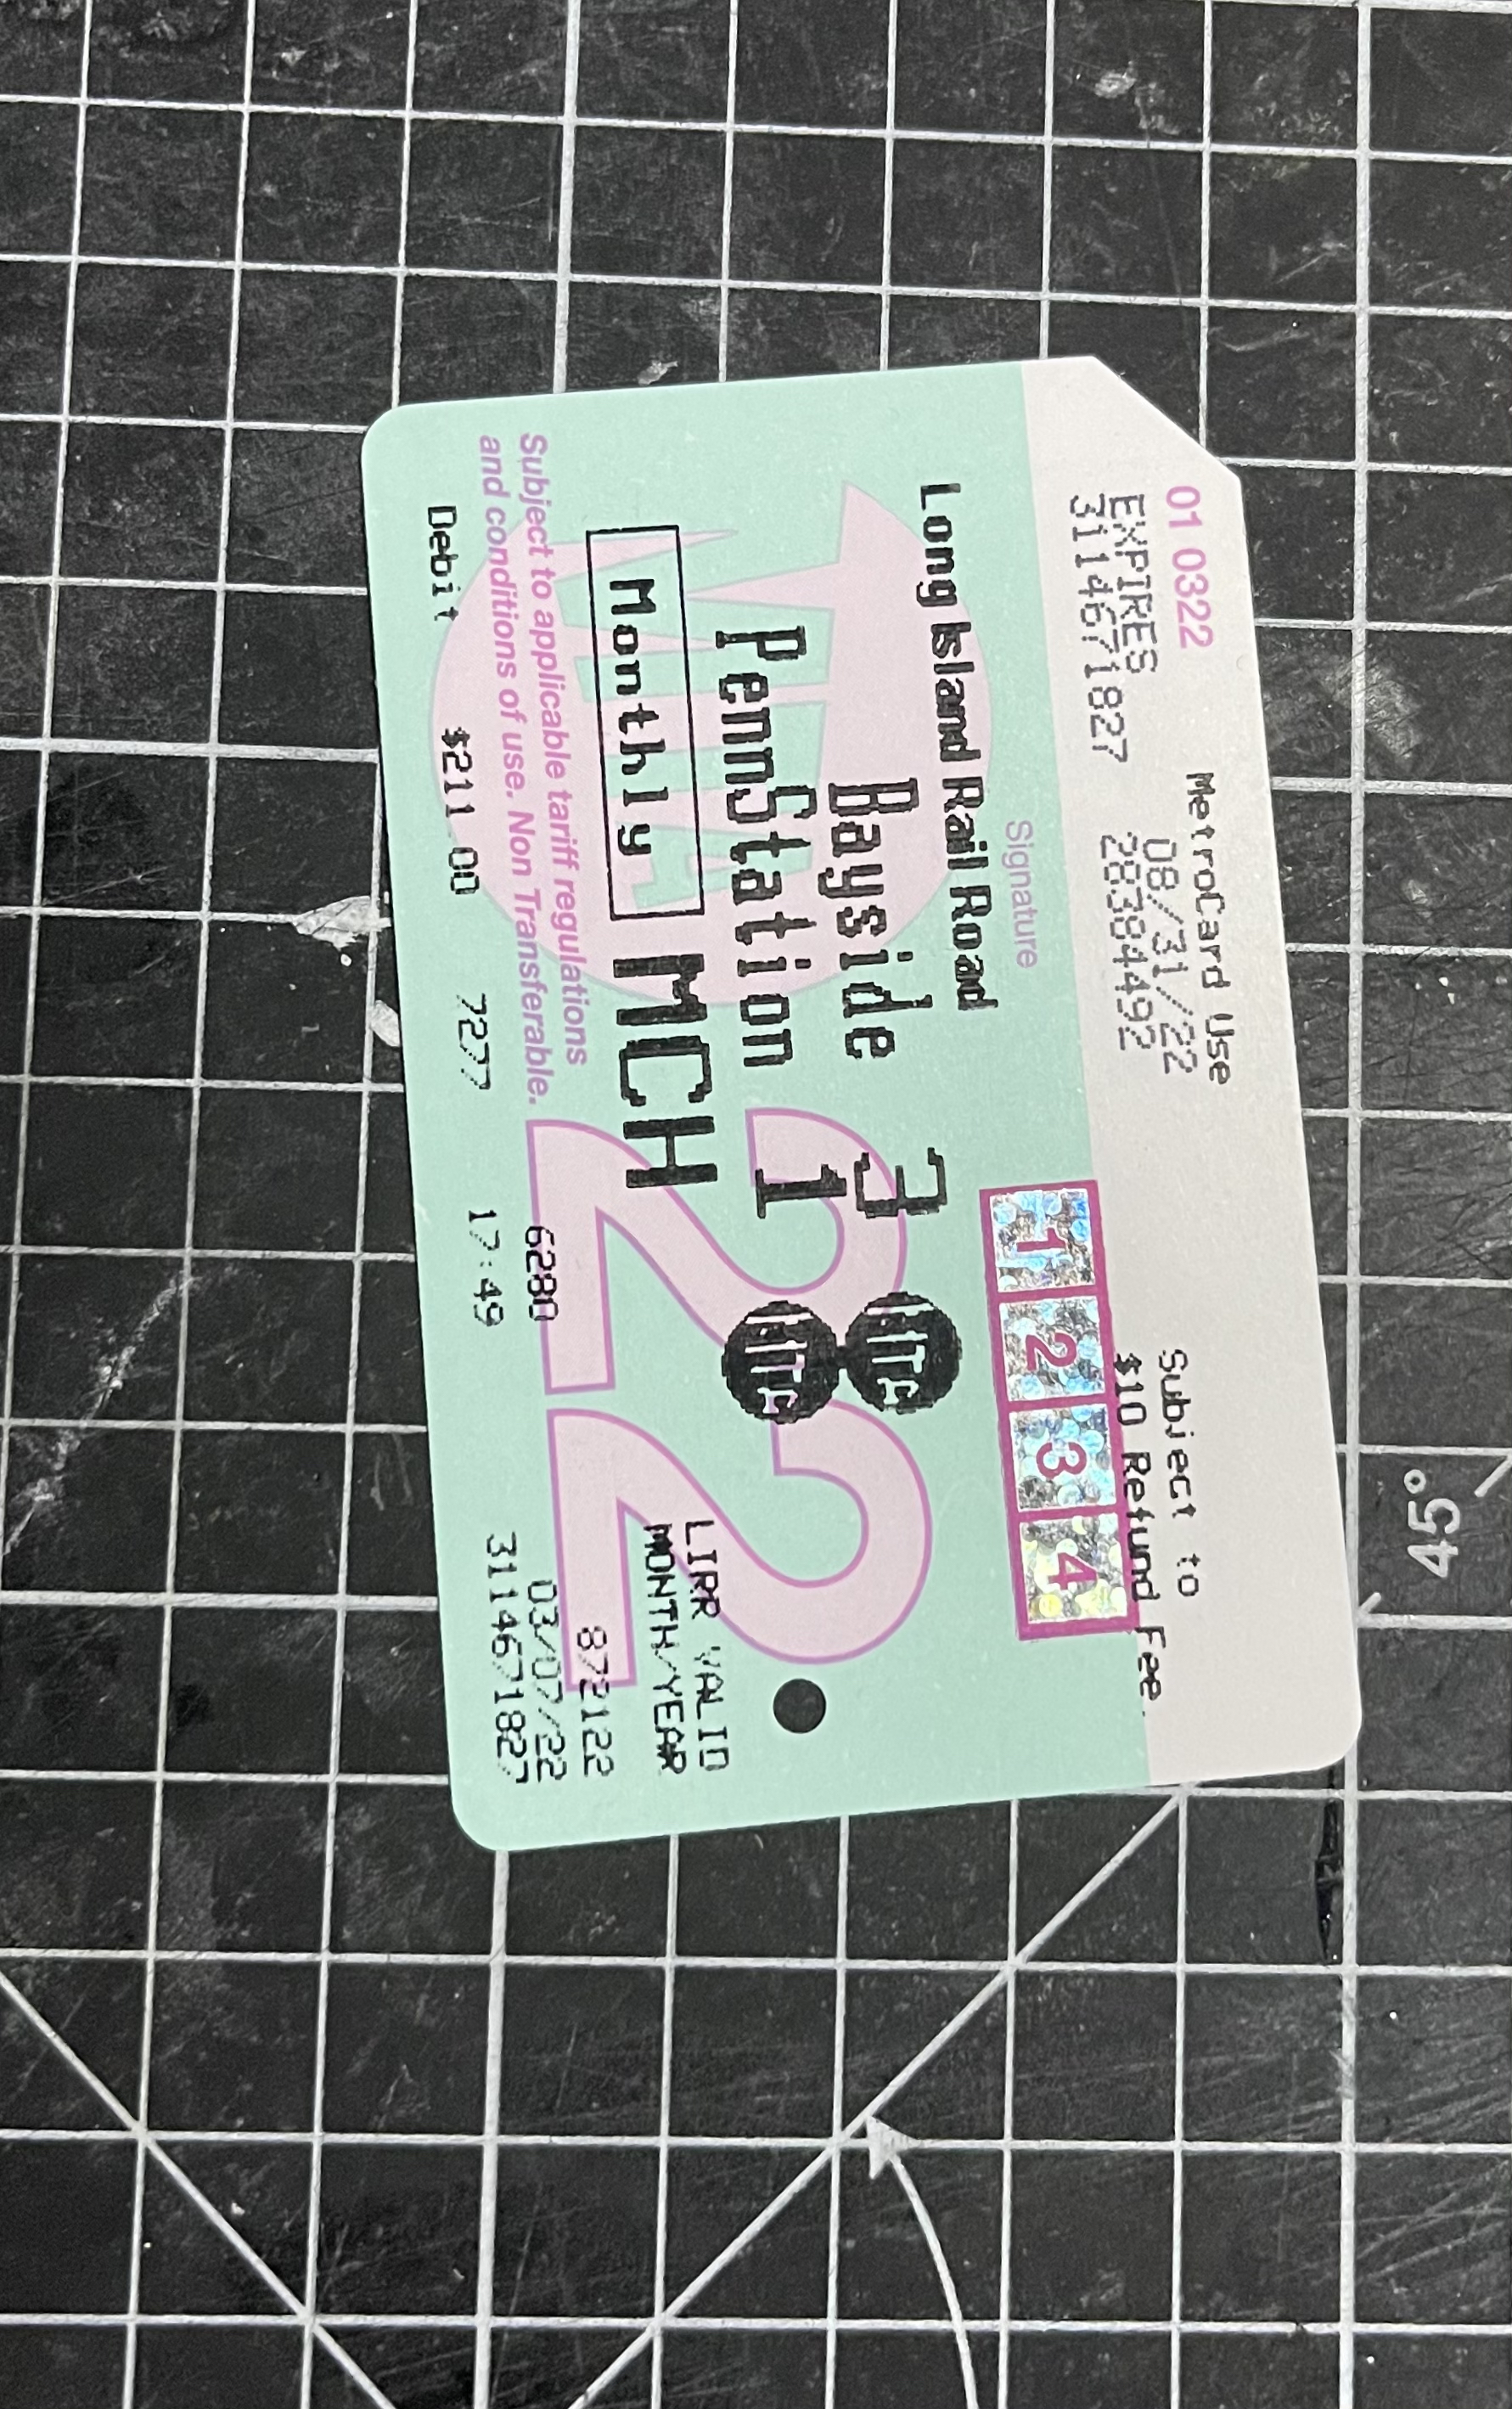 MetroCard Use
Subject to
01 0322
EXPIRES 08/31/22
$10 Refund Fee.
3114671827 28384492
Signature
1 2 3 4
Long Island Rail Road
Bayside 3
PennStation 1
Monthly MCH
22
LIRR VALID
MONTH/YEAR
Subject to applicable tariff regulations
and conditions of use. Non Transferable.
872122
6280 03/07/22
Debit $211.00 7277 17:49 3114671827
45°